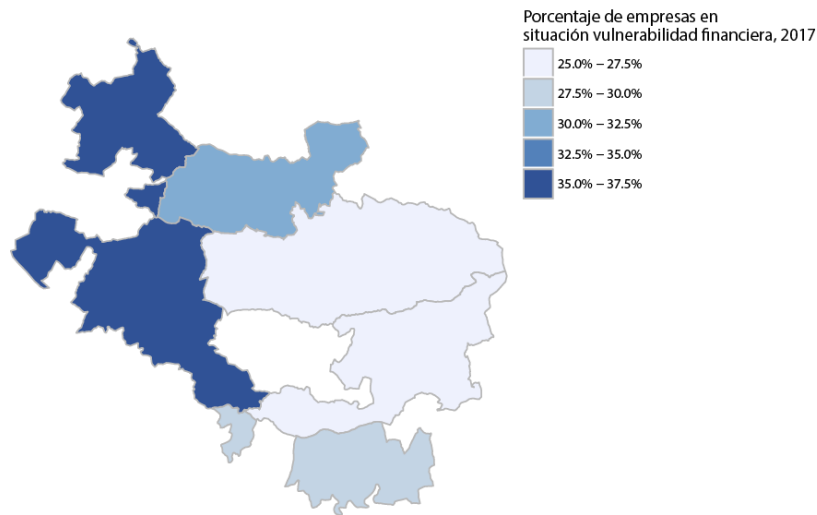 Porcentaje de empresas en
situación vulnerabilidad financiera, 2017
25.0% – 27.5%
27.5% – 30.0%
30.0% – 32.5%
32.5% – 35.0%
35.0% – 37.5%